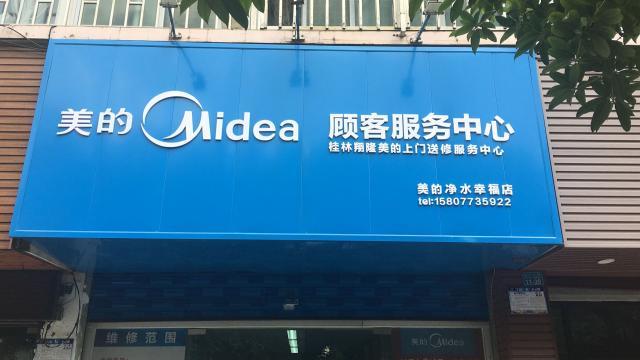 美的 Midea 顾客服务中心
桂林翔隆美的上门送修服务中心
美的净水幸福店
tel:15807735922
维修范围
Midea